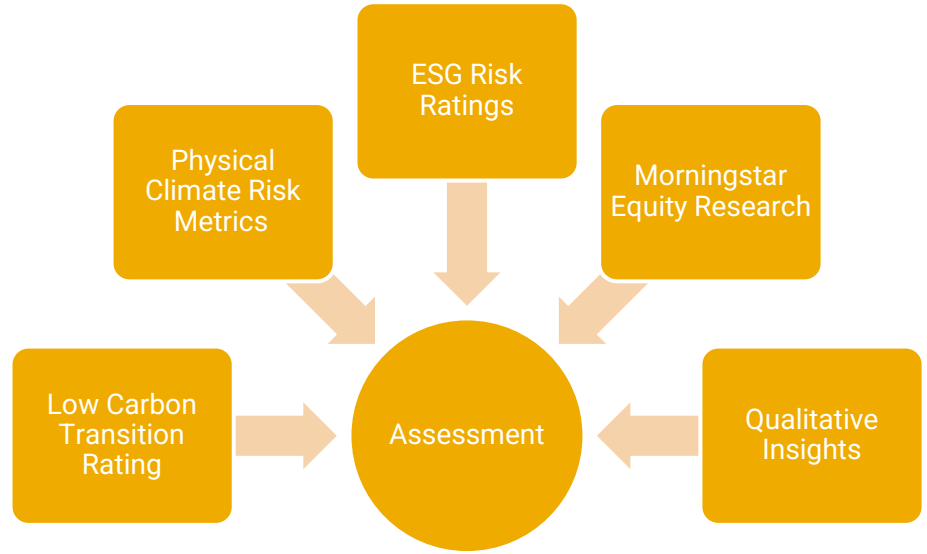 ESG Risk
Ratings
Physical
Climate Risk
Metrics
Morningstar
Equity Research
Low Carbon
Transition
Rating
Assessment
Qualitative
Insights